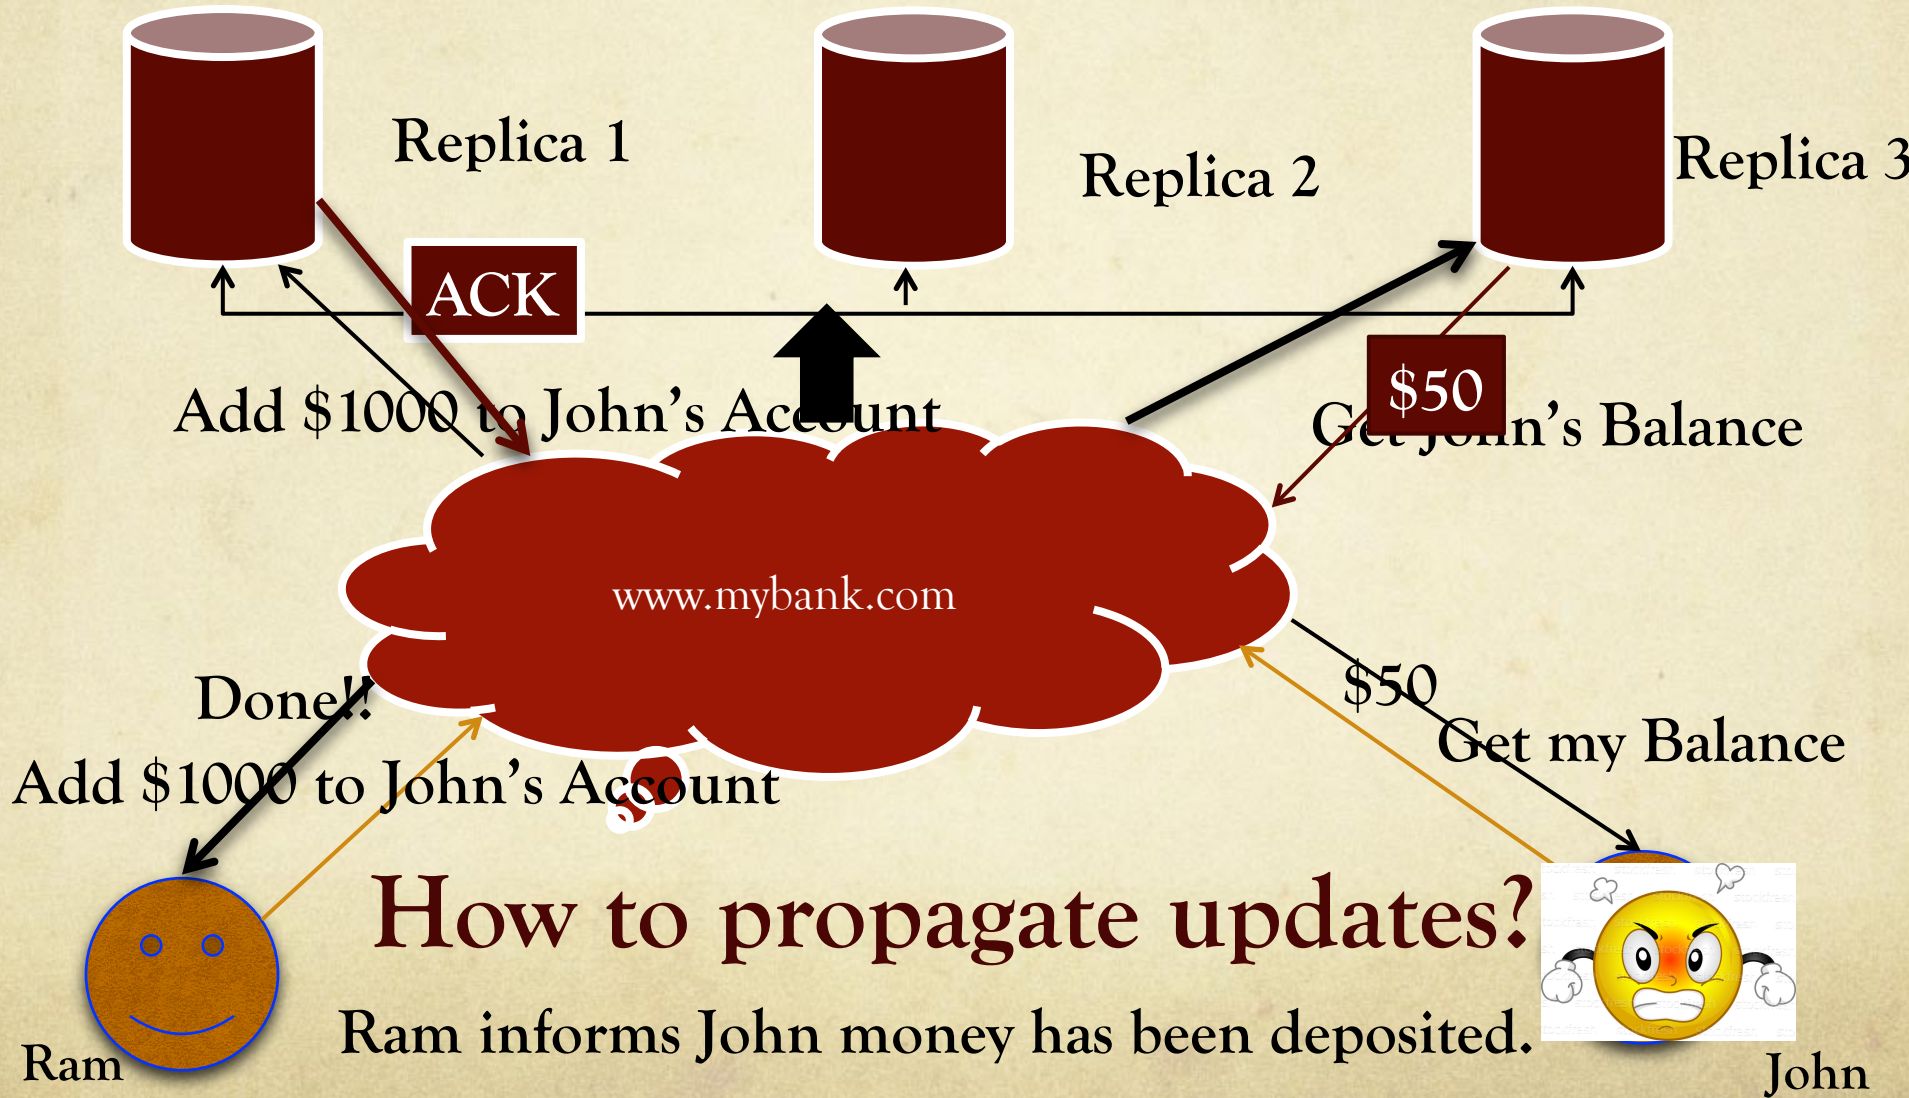 Replica 1
Replica 2
Replica 3
ACK
Add $1000 to John's Account
$50
Get John's Balance
www.mybank.com
Done!!
$50
Get my Balance
Add $1000 to John's Account
How to propagate updates?
Ram informs John money has been deposited.
Ram
John